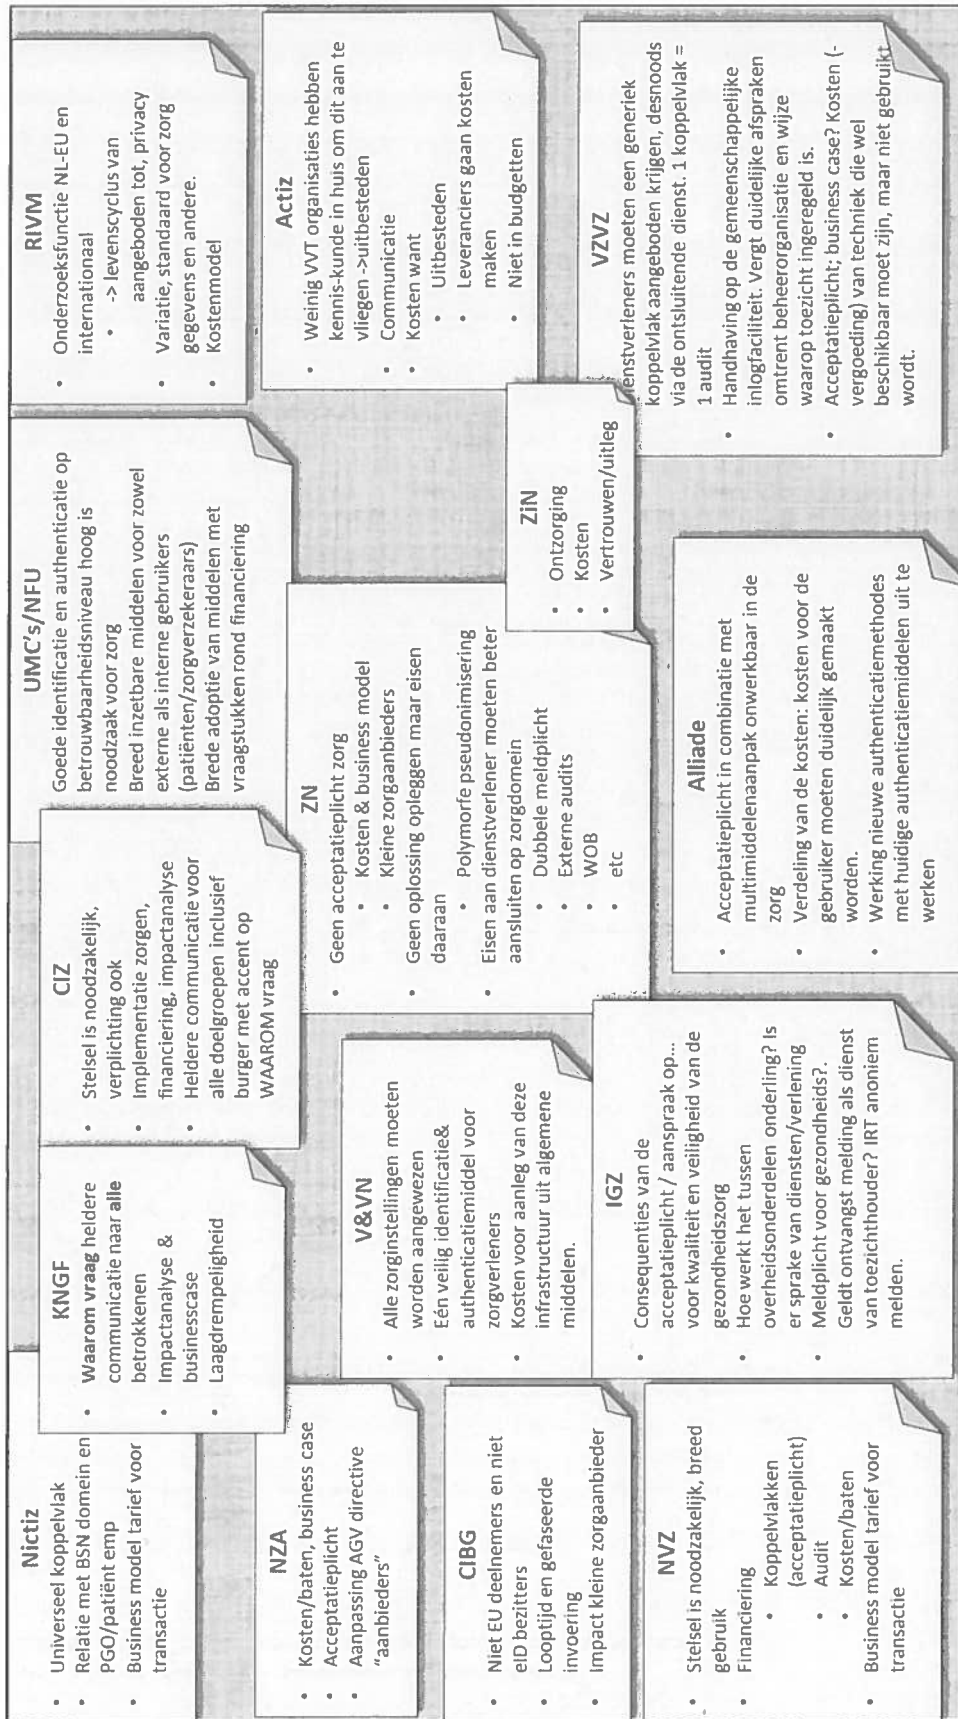 Nictiz
• Universeel koppelvlak
• Relatie met BSN domein en
PGO/patiënt emp
• Business model tarief voor
transactie
KNGF
• Waarom vraag heldere
communicatie naar alle
betrokkenen
• Impactanalyse &
businesscase
• Laagdrempeligheid
CIZ
• Stelsel is noodzakelijk,
verplichting ook
• Implementatie zorgen,
financiering, impactanalyse
• Heldere communicatie voor
alle doelgroepen inclusief
burger met accent op
WAAROM vraag
UMC's/NFU
Goede identificatie en authenticatie op
betrouwbaarheidsniveau hoog is
noodzaak voor zorg
Breed inzetbare middelen voor zowel
externe als interne gebruikers
(patiënten/zorgverzekeraars)
Brede adoptie van middelen met
vraagstukken rond financiering
RIVM
• Onderzoeksfunctie NL-EU en
internationaal
• -> levenscyclus van
aangeboden tot, privacy
Variatie, standaard voor zorg
gegevens en andere.
• Kostenmodel
NZA
• Kosten/baten, business case
• Acceptatieplicht
• Aanpassing AGV directive
"aanbieders"
V&VN
• Alle zorginstellingen moeten
worden aangewezen
• Eén veilig identificatie&
authenticatiemiddel voor
zorgverleners
• Kosten voor aanleg van deze
infrastructuur uit algemene
middelen.
ZN
• Geen acceptatieplicht zorg
• Kosten & business model
• Kleine zorgaanbieders
• Geen oplossing opleggen maar eisen
daaraan
• Polymorfe pseudonimisering
• Eisen aan dienstverlener moeten beter
aansluiten op zorgdomein
• Dubbele meldplicht
• Externe audits
• WOB
• etc
Actiz
• Weinig VVT organisaties hebben
kennis-kunde in huis om dit aan te
vliegen ->uitbesteden
• Communicatie
• Kosten want
• Uitbesteden
• Leveranciers gaan kosten
maken
• Niet in budgetten
CIBG
• Niet EU deelnemers en niet
eID bezitters
• Looptijd en gefaseerde
invoering
• Impact kleine zorgaanbieder
ZiN
• Ontzorging
• Kosten
• Vertrouwen/uitleg
NVZ
• Stelsel is noodzakelijk, breed
gebruik
• Financiering
• Koppelvlakken
(acceptatieplicht)
• Audit
• Kosten/baten
• Business model tarief voor
transactie
IGZ
• Consequenties van de
acceptatieplicht / aanspraak op...
voor kwaliteit en veiligheid van de
gezondheidszorg
• Hoe werkt het tussen
overheidsonderdelen onderling? Is
er sprake van diensten/verlening
• Meldplicht voor gezondheids?.
Geldt ontvangst melding als dienst
van toezichthouder? IRT anoniem
melden.
Alliade
• Acceptatieplicht in combinatie met
multimiddelenaanpak onwerkbaar in de
zorg
• Verdeling van de kosten: kosten voor de
gebruiker moeten duidelijk gemaakt
worden.
• Werking nieuwe authenticatiemethodes
met huidige authenticatiemiddelen uit te
werken
VZVZ
ienstverleners moeten een generiek
koppelvlak aangeboden krijgen, desnoods
via de ontsluitende dienst. 1 koppelvlak =
1 audit
• Handhaving op de gemeenschappelijke
inlogfaciliteit. Vergt duidelijke afspraken
omtrent beheerorganisatie en wijze
waarop toezicht ingeregeld is.
• Acceptatieplicht; business case? Kosten (-
vergoeding) van techniek die wel
beschikbaar moet zijn, maar niet gebruikt
wordt.